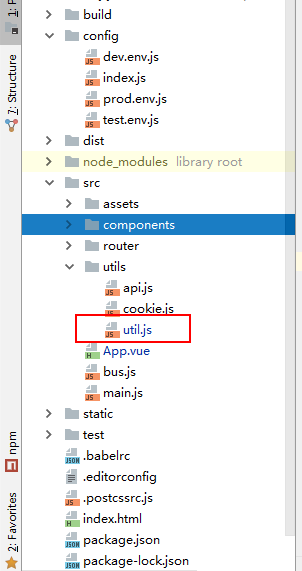 1: P
build
config
dev.env.js
index.js
prod.env.js
test.env.js
7: Structure
dist
node_modules library root
src
assets
components
router
utils
api.js
cookie.js
util.js
App.vue
bus.js
main.js
static
test
npm
.babelrc
.editorconfig
.postcssrc.js
index.html
2: Favorites
package.json
package-lock.json